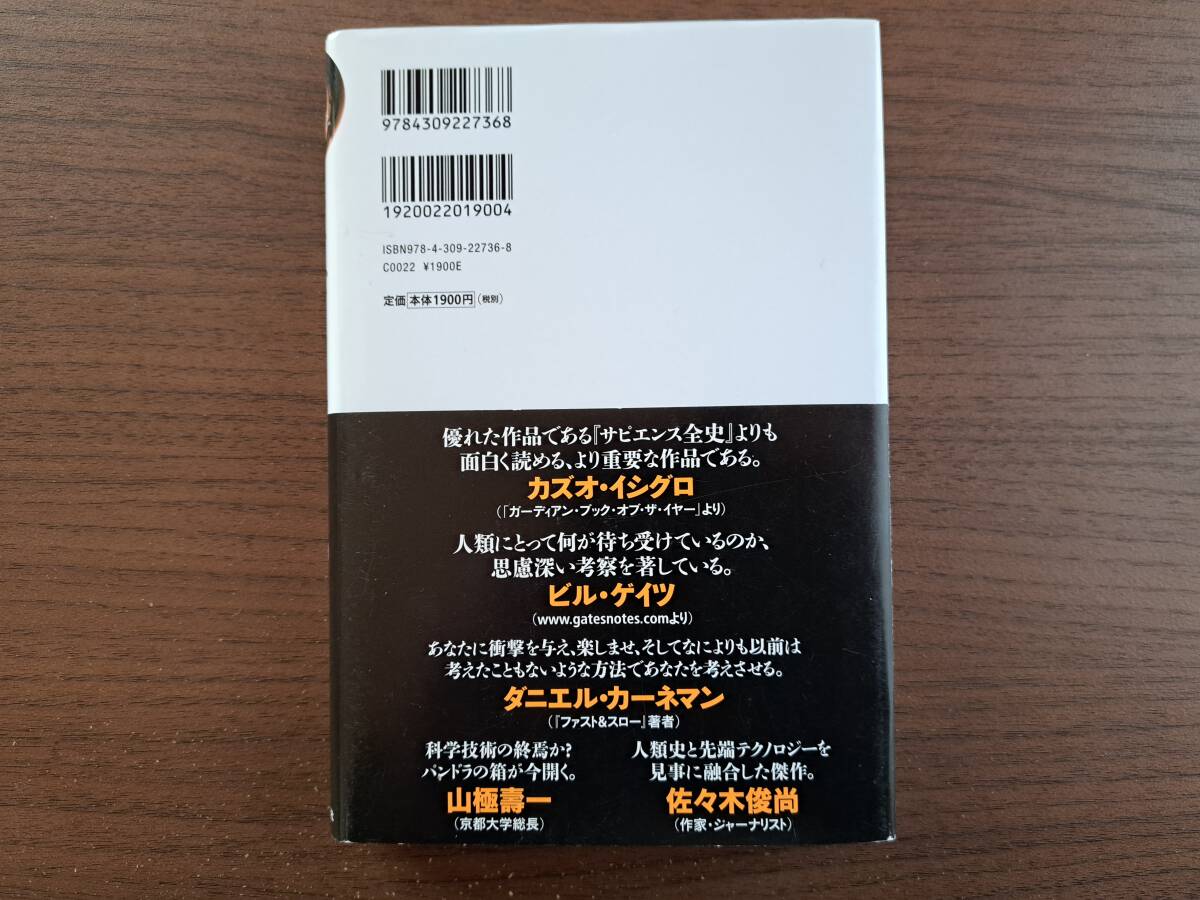 9784309227368
1920022019004
ISBN978-4-309-22736-8
C0022 ¥1900E
定価 本体1900円 (税別)
優れた作品である『サピエンス全史』よりも
面白く読める、より重要な作品である。
カズオ・イシグロ
(「ガーディアン・ブック・オブ・ザ・イヤー」より)
人類にとって何が待ち受けているのか、
思慮深い考察を著している。
ビル・ゲイツ
(www.gatesnotes.comより)
あなたに衝撃を与え、楽しませ、そしてなによりも以前は
考えたこともないような方法であなたを考えさせる。
ダニエル・カーネマン
(『ファスト&スロー』著者)
科学技術の終焉か?
パンドラの箱が今開く。
山極壽一
(京都大学総長)
人類史と先端テクノロジーを
見事に融合した傑作。
佐々木俊尚
(作家・ジャーナリスト)